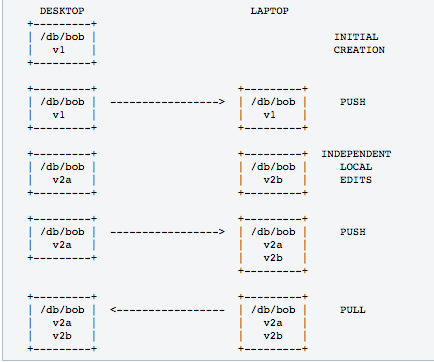 DESKTOP LAPTOP
/db/bob INITIAL
v1 CREATION
/db/bob /db/bob PUSH
v1 v1
INDEPENDENT
/db/bob /db/bob LOCAL
v2a v2b EDITS
/db/bob /db/bob PUSH
v2a v2a
v2b
/db/bob /db/bob PULL
v2a v2a
v2b v2b